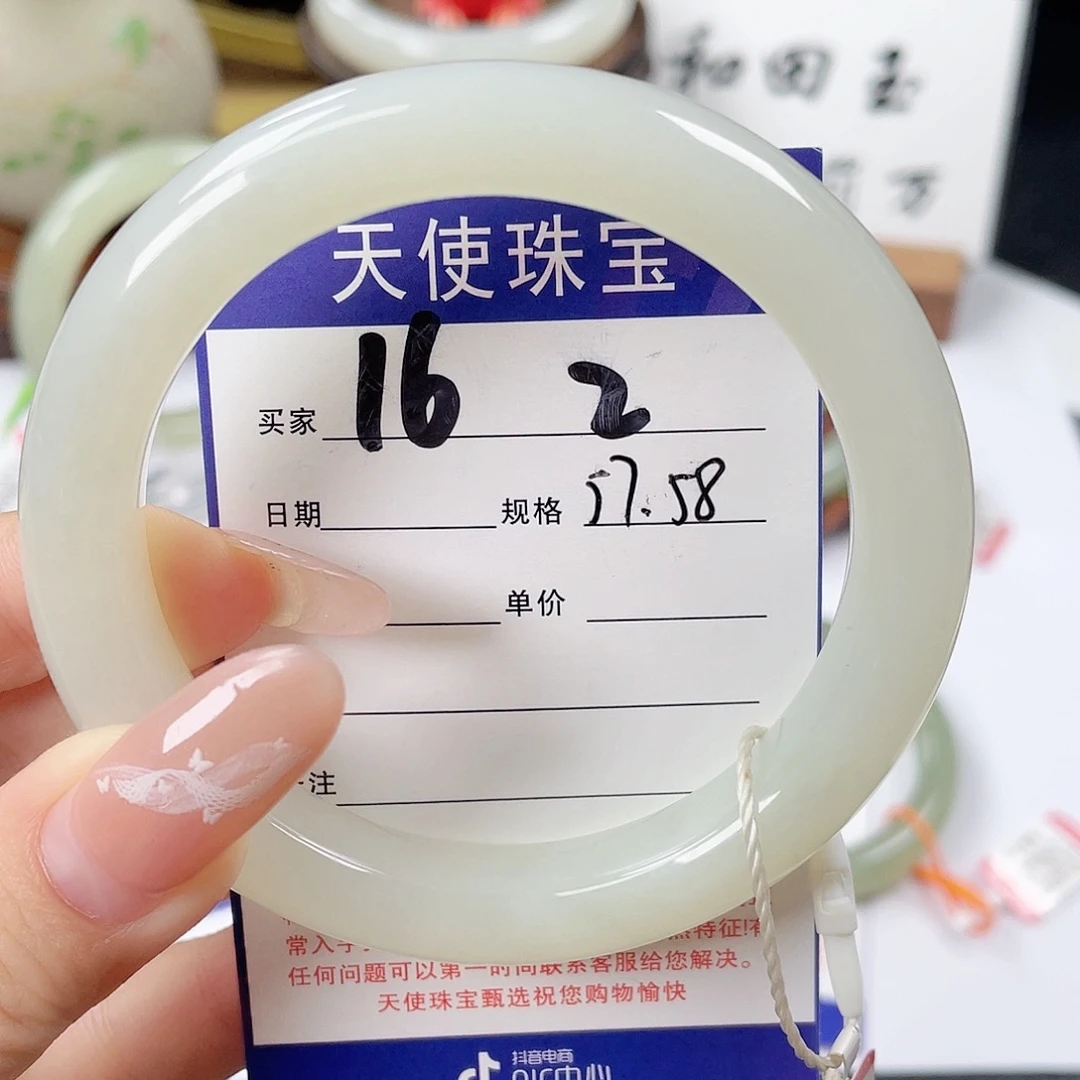 和田玉
万
天使珠宝
买家 16 2
日期 规格 57.58
单价
注
任何问题可以第一时间联系客服给您解决。
天使珠宝甄选祝您购物愉快
抖音电商